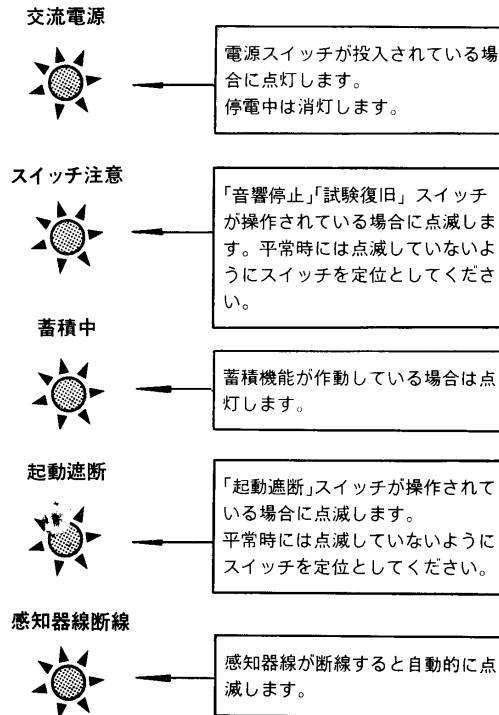 交流電源
電源スイッチが投入されている場
合に点灯します。
停電中は消灯します。
スイッチ注意
「音響停止」「試験復旧」スイッチ
が操作されている場合に点滅しま
す。平常時には点滅していないよ
うにスイッチを定位としてくださ
い。
蓄積中
蓄積機能が作動している場合は点
灯します。
起動遮断
「起動遮断」スイッチが操作されて
いる場合に点滅します。
平常時には点滅していないように
スイッチを定位としてください。
感知器線断線
感知器線が断線すると自動的に点
滅します。